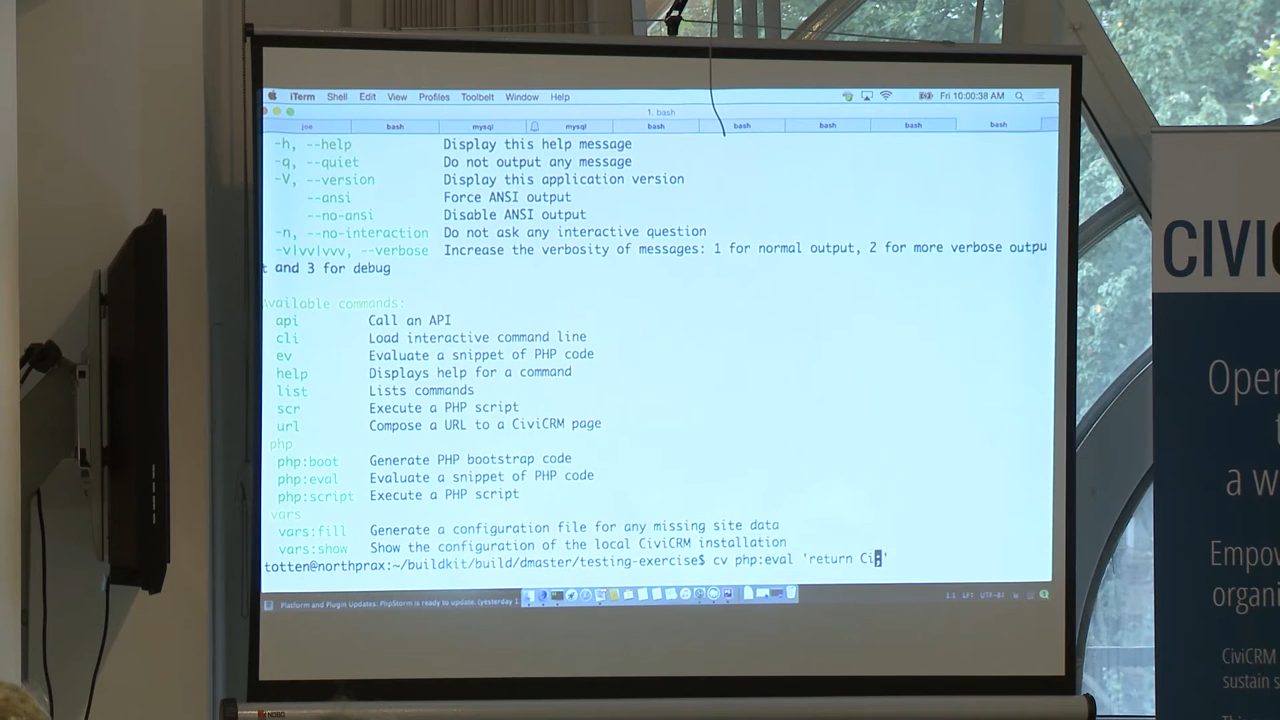 iTerm Shell Edit View Profiles Toolbelt Window Help Fri 10:00:38 AM
1. bash
joe bash mysql mysql bash bash bash bash bash
-h, --help Display this help message
-q, --quiet Do not output any message
-V, --version Display this application version
--ansi Force ANSI output
--no-ansi Disable ANSI output
-n, --no-interaction Do not ask any interactive question
-v|vv|vvv, --verbose Increase the verbosity of messages: 1 for normal output, 2 for more verbose outpu
t and 3 for debug
Available commands:
api Call an API
cli Load interactive command line
ev Evaluate a snippet of PHP code
help Displays help for a command
list Lists commands
scr Execute a PHP script
url Compose a URL to a CiviCRM page
php
php:boot Generate PHP bootstrap code
php:eval Evaluate a snippet of PHP code
php:script Execute a PHP script
vars
vars:fill Generate a configuration file for any missing site data
vars:show Show the configuration of the local CiviCRM installation
totten@northprax:~/buildkit/build/dmaster/testing-exercise$ cv php:eval 'return Ci;'
Platform and Plugin Updates: PhpStorm is ready to update. (yesterday 1:1 LF: UTF-8:
NOBO
CIVI
Oper
a w
Empov
organi
CiviCRM
sustain s